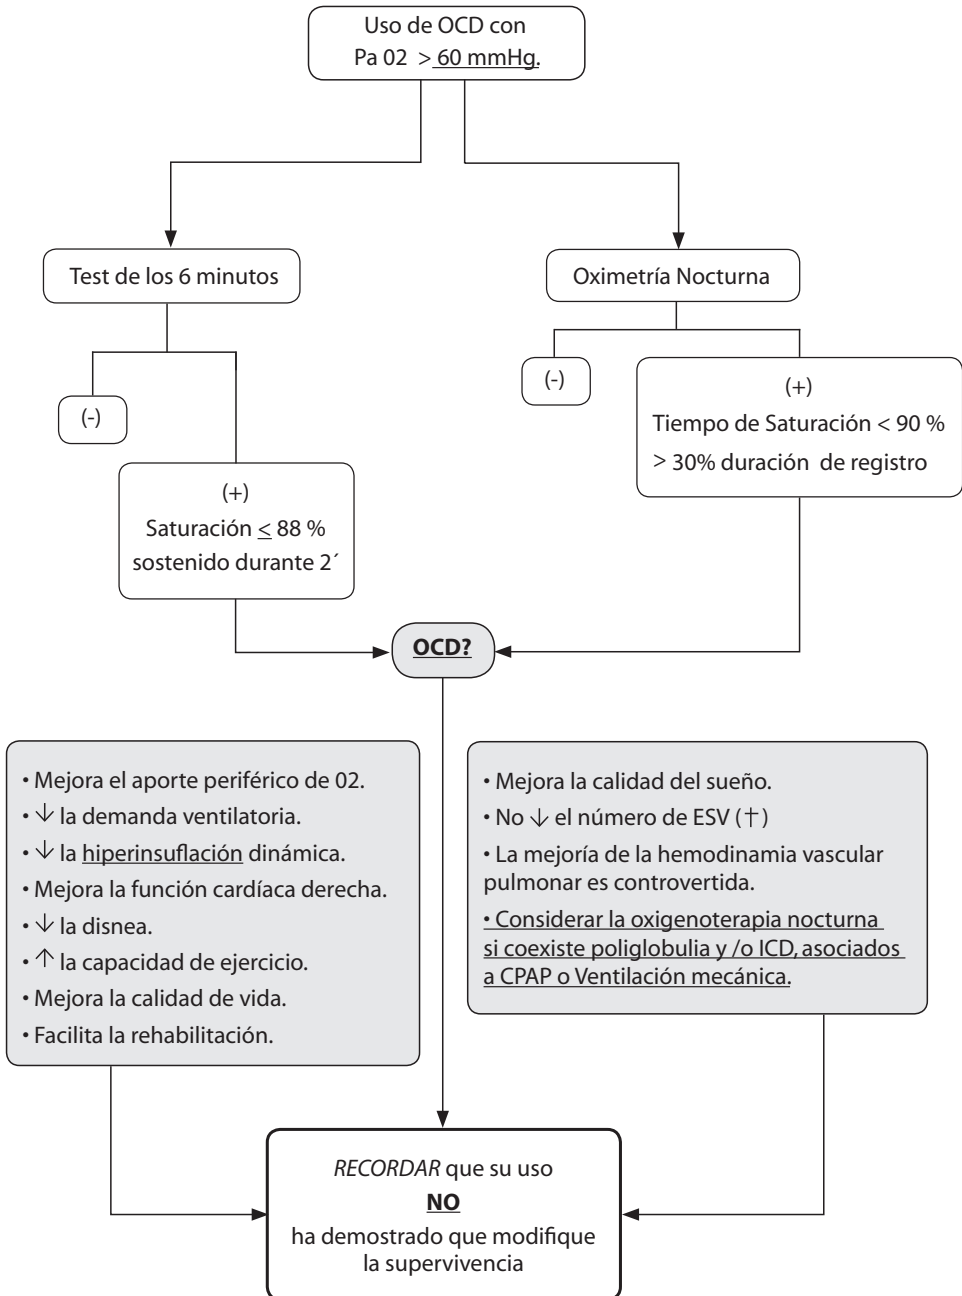 Uso de OCD con
Pa 02 > 60 mmHg.
Test de los 6 minutos
Oximetría Nocturna
(-)
(-)
(+)
Tiempo de Saturación < 90 %
> 30% duración de registro
(+)
Saturación ≤ 88 %
sostenido durante 2´
OCD?
• Mejora el aporte periférico de 02.
• ↓ la demanda ventilatoria.
• ↓ la hiperinsuflación dinámica.
• Mejora la función cardíaca derecha.
• ↓ la disnea.
• ↑ la capacidad de ejercicio.
• Mejora la calidad de vida.
• Facilita la rehabilitación.
• Mejora la calidad del sueño.
• No ↓ el número de ESV (†)
• La mejoría de la hemodinamia vascular
pulmonar es controvertida.
• Considerar la oxigenoterapia nocturna
si coexiste poliglobulia y /o ICD, asociados
a CPAP o Ventilación mecánica.
RECORDAR que su uso
NO
ha demostrado que modifique
la supervivencia